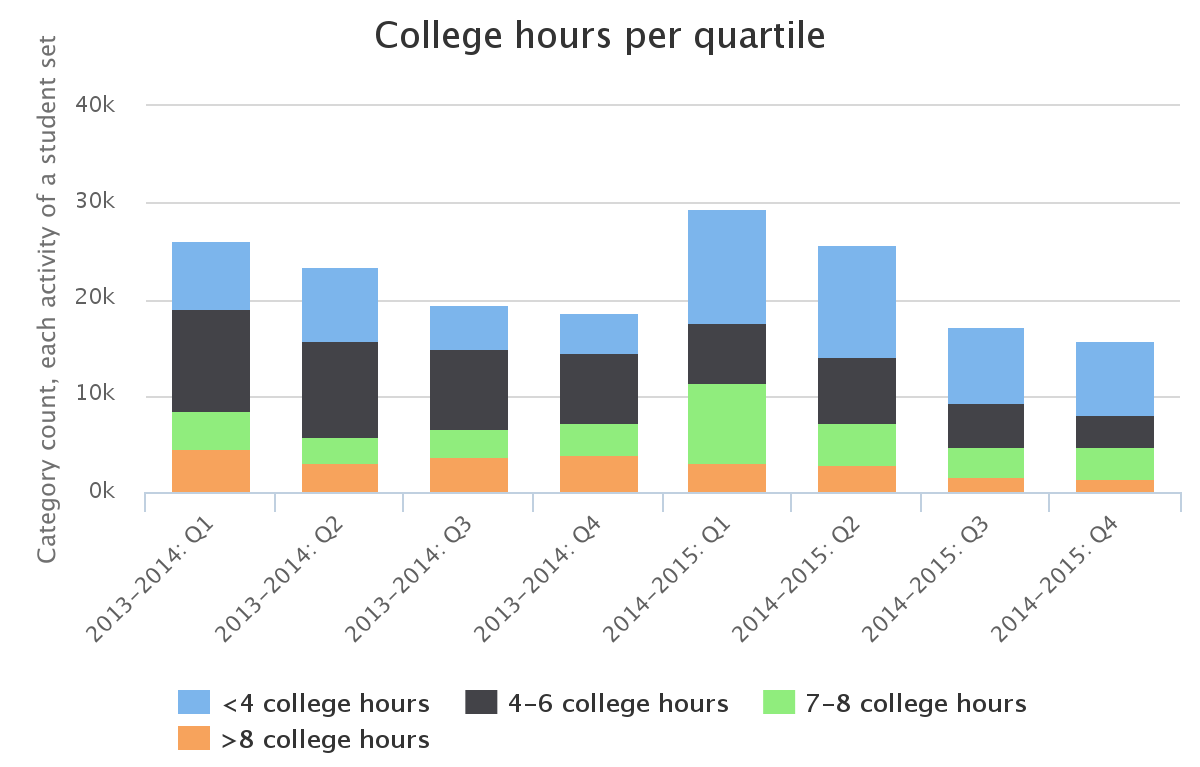 College hours per quartile
Category count, each activity of a student set
40k
30k
20k
10k
0k
2013–2014: Q1
2013–2014: Q2
2013–2014: Q3
2013–2014: Q4
2014–2015: Q1
2014–2015: Q2
2014–2015: Q3
2014–2015: Q4
<4 college hours
4–6 college hours
7–8 college hours
>8 college hours